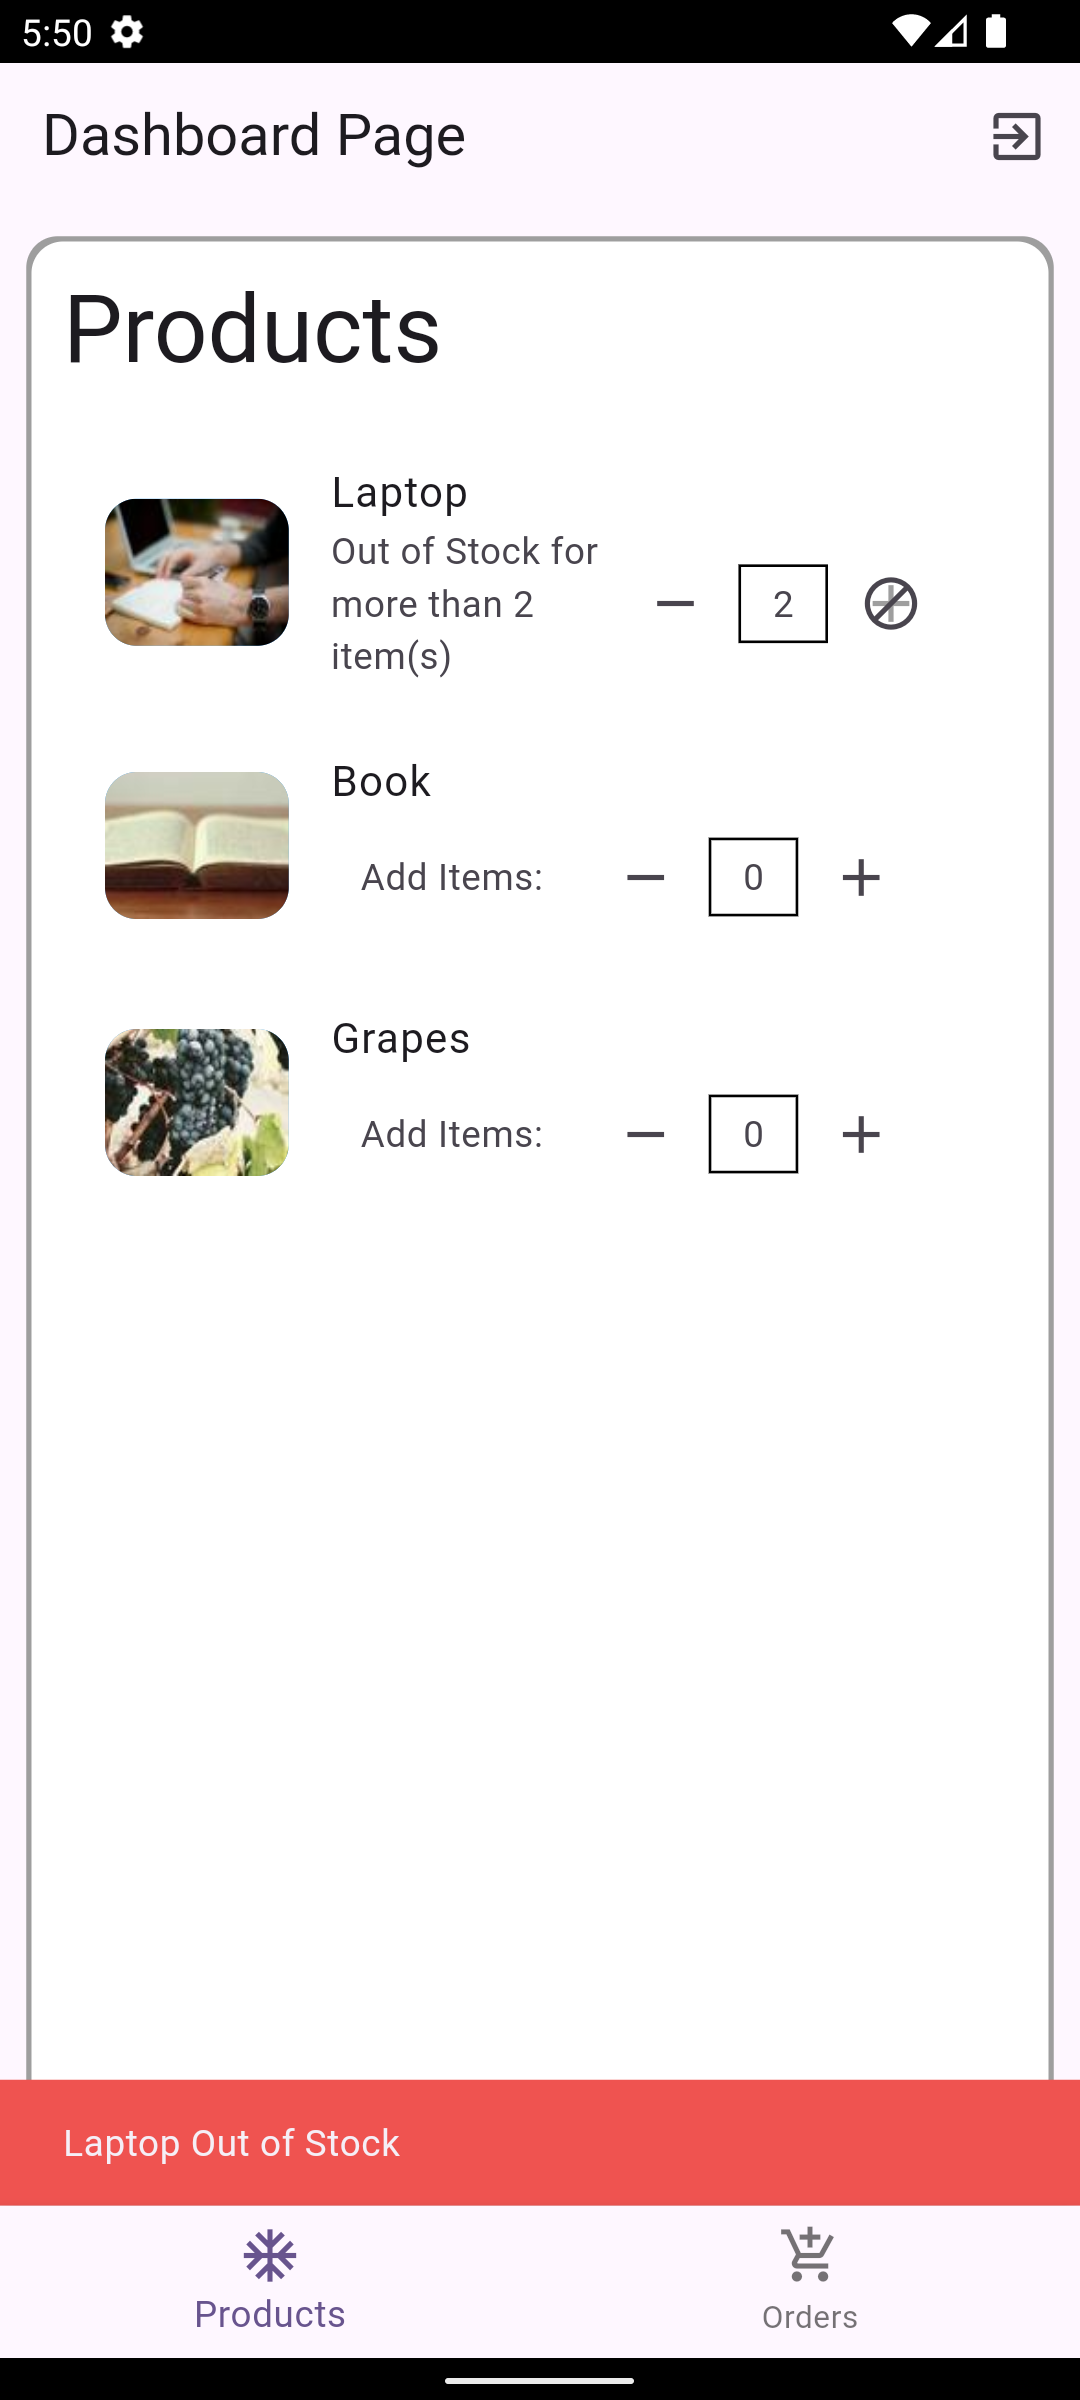 5:50
Dashboard Page
Products
Laptop
Out of Stock for
more than 2
item(s)
2
Book
Add Items:
0
Grapes
Add Items:
0
Laptop Out of Stock
Products
Orders